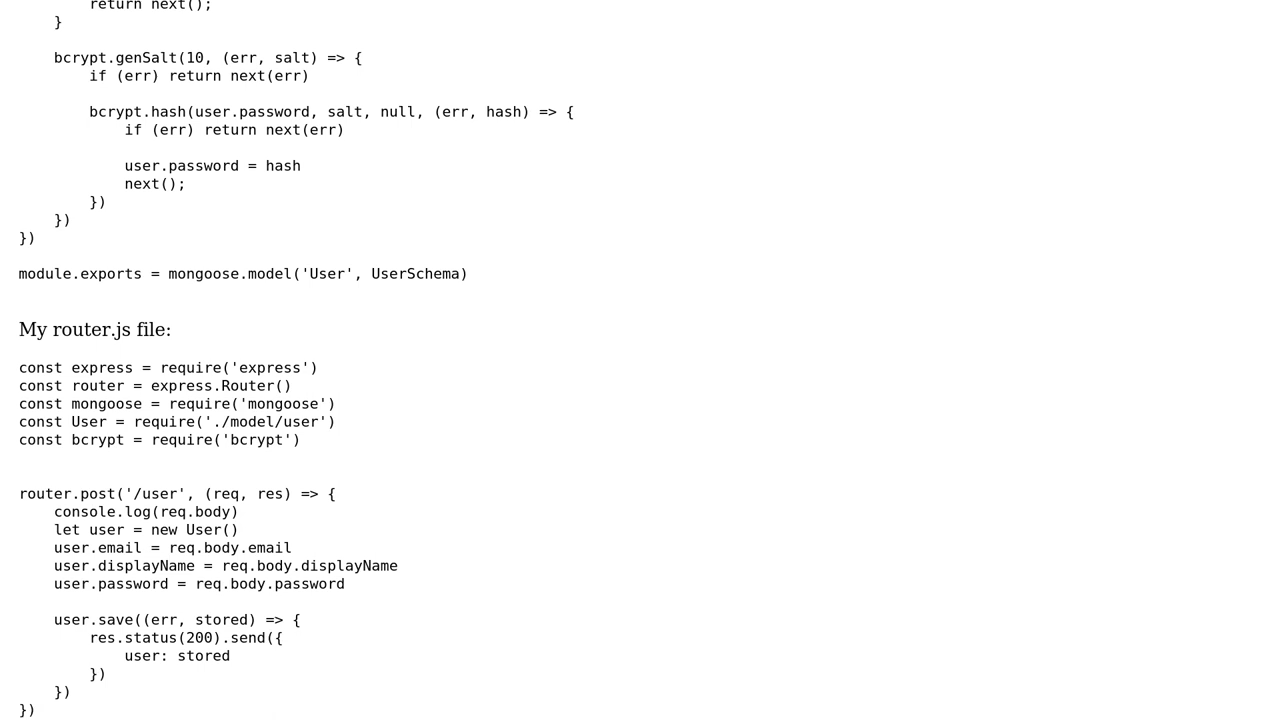 return next();
    }

    bcrypt.genSalt(10, (err, salt) => {
        if (err) return next(err)

        bcrypt.hash(user.password, salt, null, (err, hash) => {
            if (err) return next(err)

            user.password = hash
            next();
        })
    })
})

module.exports = mongoose.model('User', UserSchema)

My router.js file:

const express = require('express')
const router = express.Router()
const mongoose = require('mongoose')
const User = require('./model/user')
const bcrypt = require('bcrypt')


router.post('/user', (req, res) => {
    console.log(req.body)
    let user = new User()
    user.email = req.body.email
    user.displayName = req.body.displayName
    user.password = req.body.password

    user.save((err, stored) => {
        res.status(200).send({
            user: stored
        })
    })
})